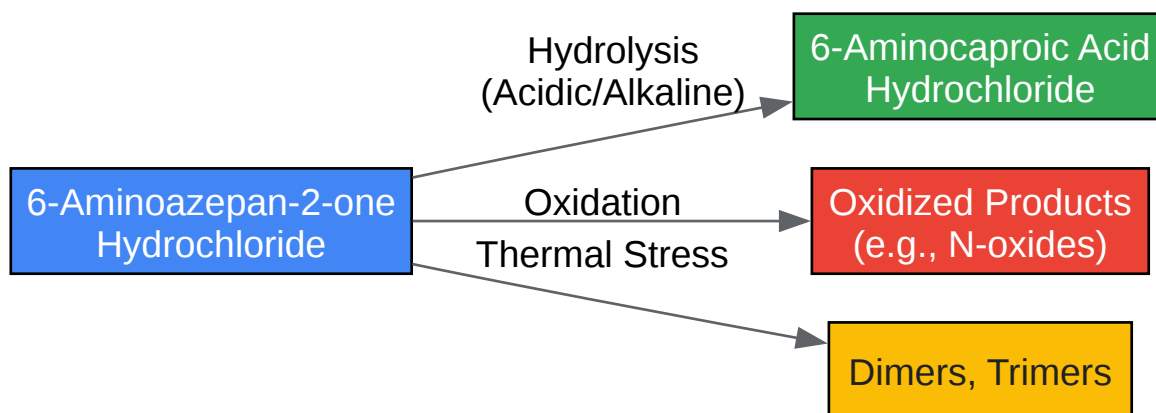 Hydrolysis
(Acidic/Alkaline)
6-Aminocaproic Acid
Hydrochloride
6-Aminoazepan-2-one
Hydrochloride
Oxidation
Oxidized Products
(e.g., N-oxides)
Thermal Stress
Dimers, Trimers